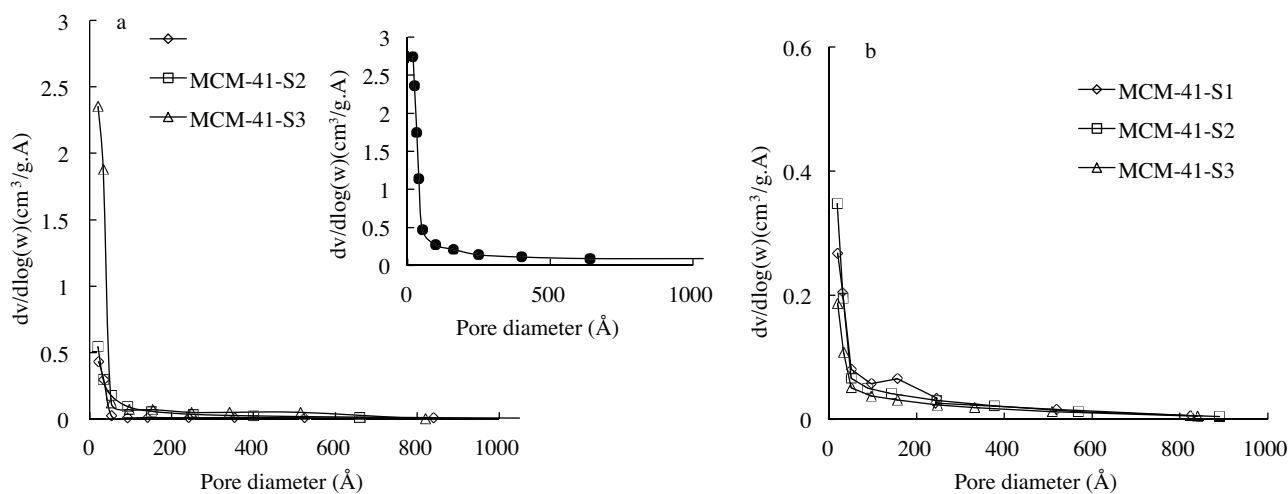 a
3
2.5
2
1.5
1
0.5
0
dv/dlog(w)(cm³/g.A)
MCM-41-S2
MCM-41-S3
0 200 400 600 800 1000
Pore diameter (Å)
3
2.5
2
1.5
1
0.5
0
dv/dlog(w)(cm³/g.A)
0 500 1000
Pore diameter (Å)
b
0.6
0.4
0.2
0
dv/dlog(w)(cm³/g.A)
MCM-41-S1
MCM-41-S2
MCM-41-S3
0 200 400 600 800 1000
Pore diameter (Å)